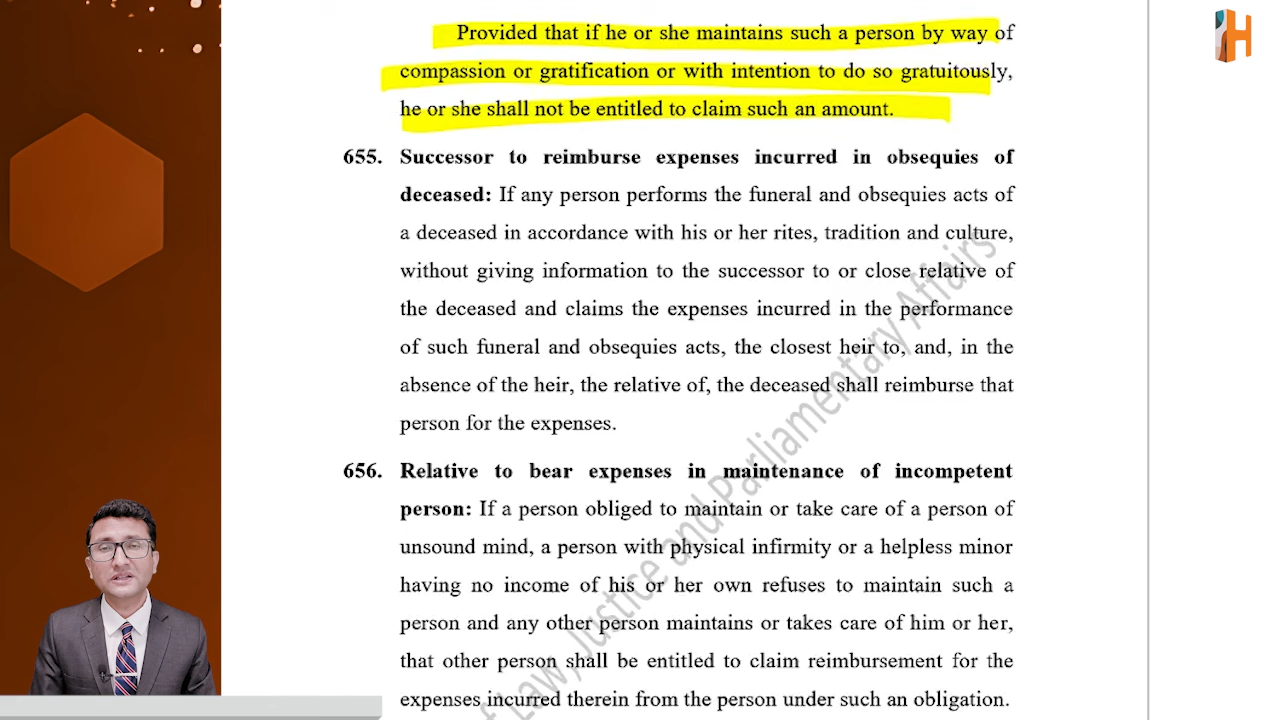 Provided that if he or she maintains such a person by way of
compassion or gratification or with intention to do so gratuitously,
he or she shall not be entitled to claim such an amount.
655. Successor to reimburse expenses incurred in obsequies of
deceased: If any person performs the funeral and obsequies acts of
a deceased in accordance with his or her rites, tradition and culture,
without giving information to the successor to or close relative of
the deceased and claims the expenses incurred in the performance
of such funeral and obsequies acts, the closest heir to, and, in the
absence of the heir, the relative of, the deceased shall reimburse that
person for the expenses.
656. Relative to bear expenses in maintenance of incompetent
person: If a person obliged to maintain or take care of a person of
unsound mind, a person with physical infirmity or a helpless minor
having no income of his or her own refuses to maintain such a
person and any other person maintains or takes care of him or her,
that other person shall be entitled to claim reimbursement for the
expenses incurred therein from the person under such an obligation.
of Law, Justice and Parliamentary Affairs
H